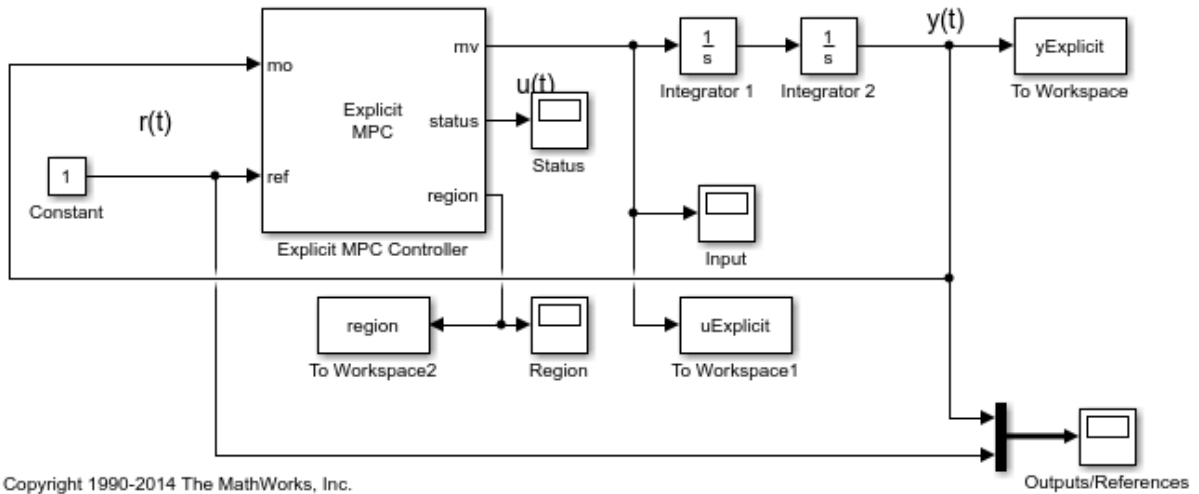 y(t)
mv
1
s
1
s
yExplicit
mo
Integrator 1
Integrator 2
To Workspace
u(t)
r(t)
Explicit
MPC
status
Status
1
ref
region
Constant
Explicit MPC Controller
Input
region
uExplicit
To Workspace2
Region
To Workspace1
Outputs/References
Copyright 1990-2014 The MathWorks, Inc.